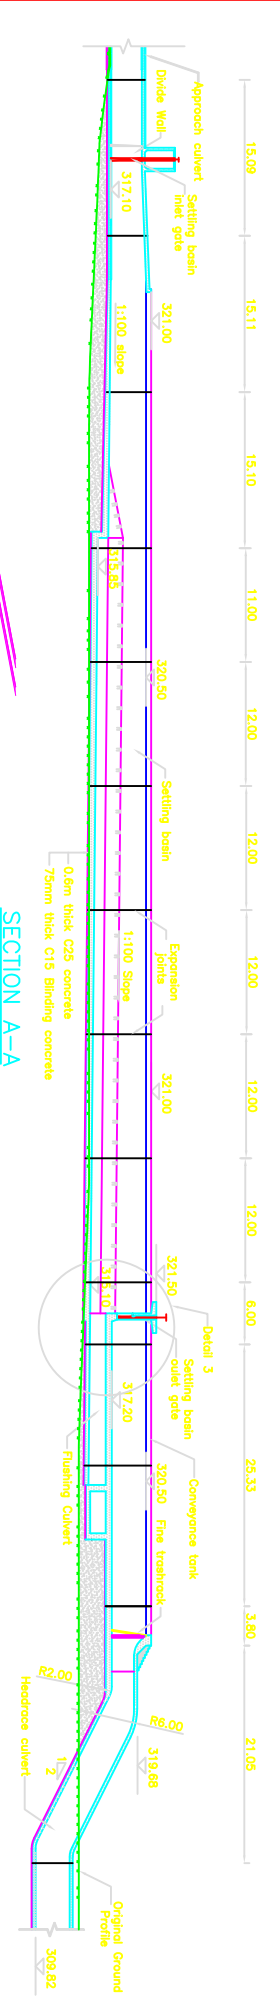 15.09
15.11
15.10
11.00
12.00
12.00
12.00
12.00
12.00
6.00
25.33
3.80
21.05
Approach culvert
Divide Wall
Settling basin
inlet gate
317.10
321.00
1:100 slope
315.85
320.50
Settling basin
Expansion
joints
1:100 Slope
0.6m thick C25 concrete
75mm thick C15 Blinding concrete
321.00
321.50
315.10
Detail 3
Settling basin
oulet gate
317.20
Flushing Culvert
Conveyance tank
320.50
Fine trashrack
R2.00
R6.00
319.68
1
2
Headrace culvert
Original Ground
Profile
309.82
SECTION A-A